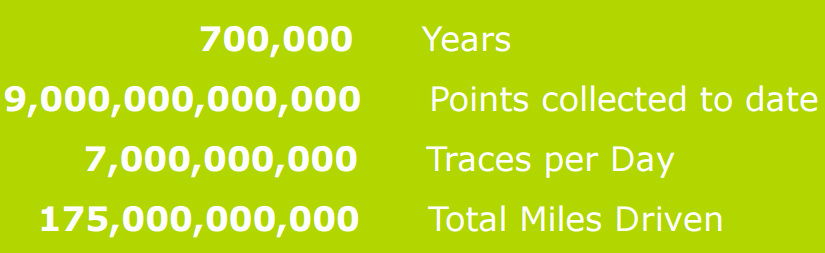 700,000 Years
9,000,000,000,000 Points collected to date
7,000,000,000 Traces per Day
175,000,000,000 Total Miles Driven